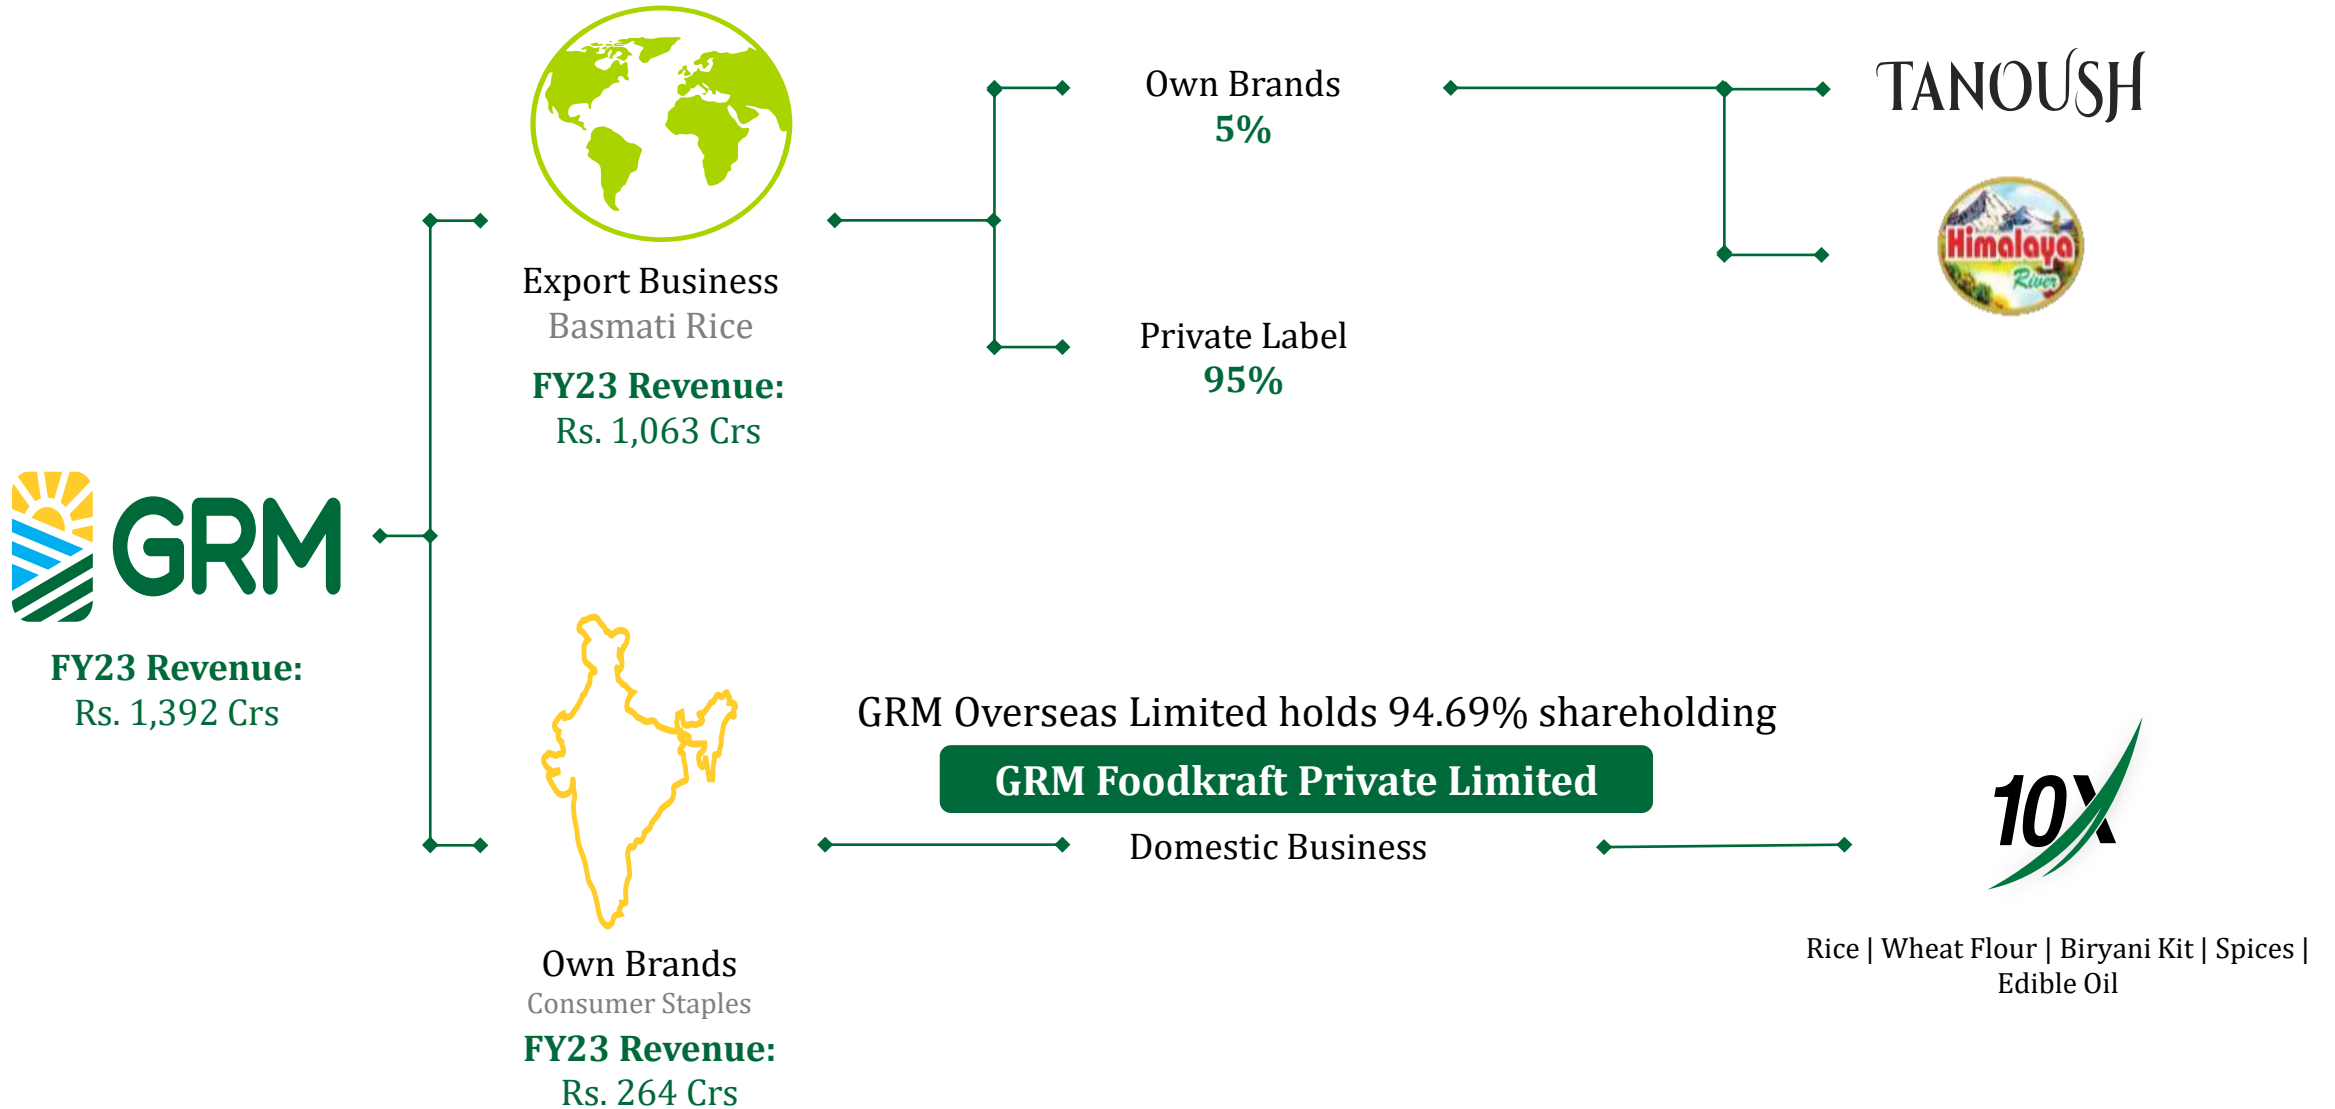 GRM
FY23 Revenue:
Rs. 1,392 Crs
Export Business
Basmati Rice
FY23 Revenue:
Rs. 1,063 Crs
Own Brands
5%
Private Label
95%
TANOUSH
Himalaya
River
Own Brands
Consumer Staples
FY23 Revenue:
Rs. 264 Crs
GRM Overseas Limited holds 94.69% shareholding
GRM Foodkraft Private Limited
Domestic Business
10X
Rice | Wheat Flour | Biryani Kit | Spices |
Edible Oil